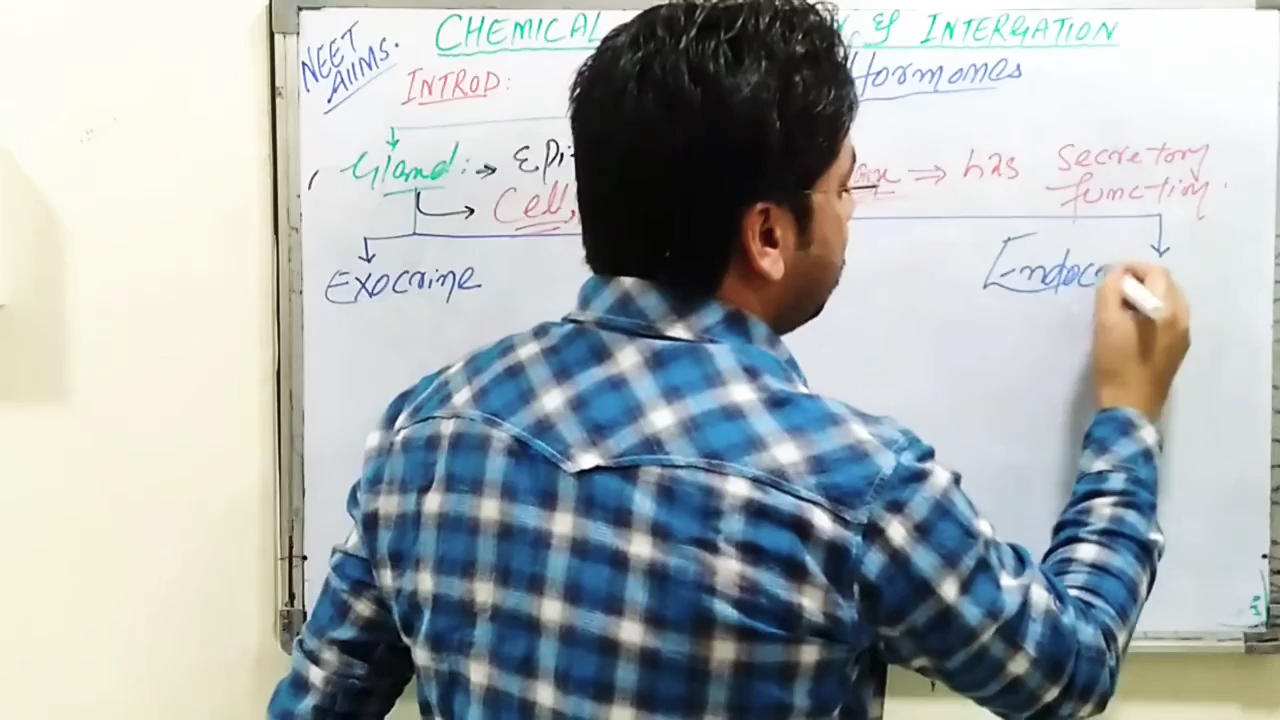 NEET
AIIMS.
CHEMICAL & INTERGATION
INTROD: Hormones
Gland: → Epi
⇒ has secretory
function.
Cell,
Exocrine
Endoc